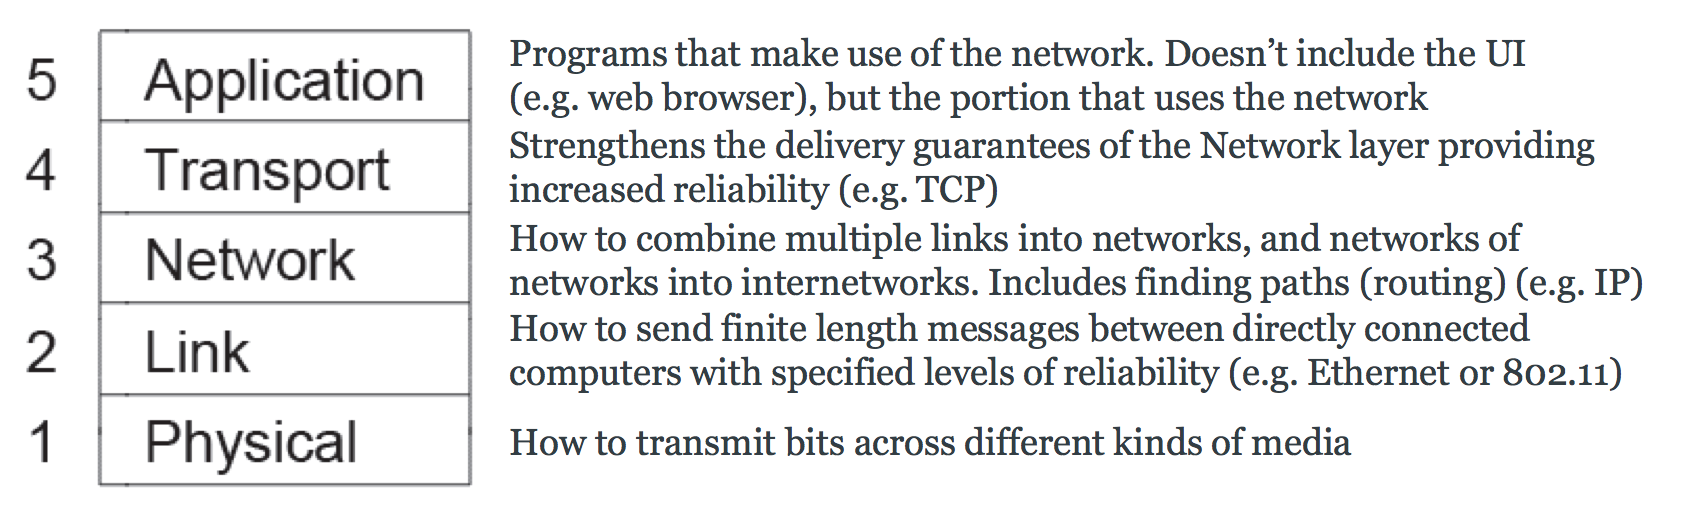 5 Application Programs that make use of the network. Doesn’t include the UI
(e.g. web browser), but the portion that uses the network
4 Transport Strengthens the delivery guarantees of the Network layer providing
increased reliability (e.g. TCP)
3 Network How to combine multiple links into networks, and networks of
networks into internetworks. Includes finding paths (routing) (e.g. IP)
2 Link How to send finite length messages between directly connected
computers with specified levels of reliability (e.g. Ethernet or 802.11)
1 Physical How to transmit bits across different kinds of media